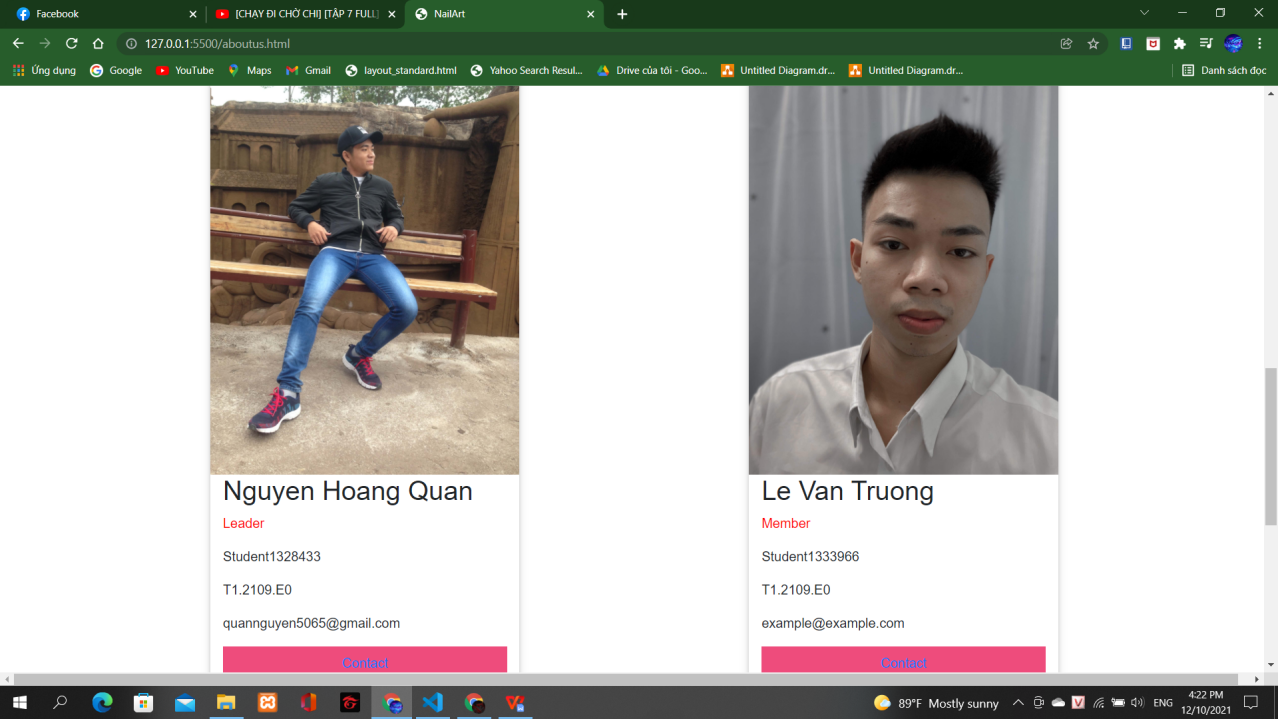 Facebook
[CHẠY ĐI CHỜ CHI] [TẬP 7 FULL]
NailArt
127.0.0.1:5500/aboutus.html
Ứng dụng
Google
YouTube
Maps
Gmail
layout_standard.html
Yahoo Search Resul...
Drive của tôi - Goo...
Untitled Diagram.dr...
Untitled Diagram.dr...
Danh sách đọc
Nguyen Hoang Quan
Leader
Student1328433
T1.2109.E0
quannguyen5065@gmail.com
Contact
Le Van Truong
Member
Student1333966
T1.2109.E0
example@example.com
Contact
89°F Mostly sunny
ENG
4:22 PM
12/10/2021